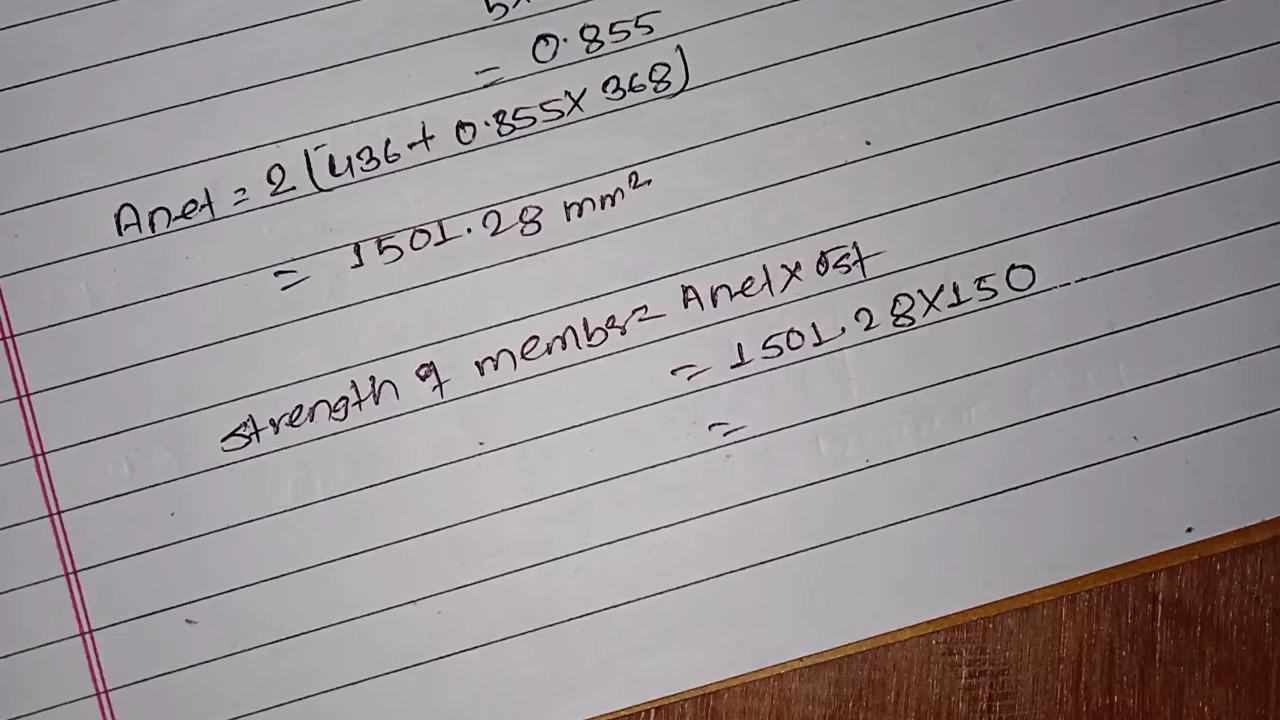 = 0.855
Anet = 2(436+ 0.855× 368)
= 1501.28 mm²
strength of member = Anet× σst
= 1501.28×150
=